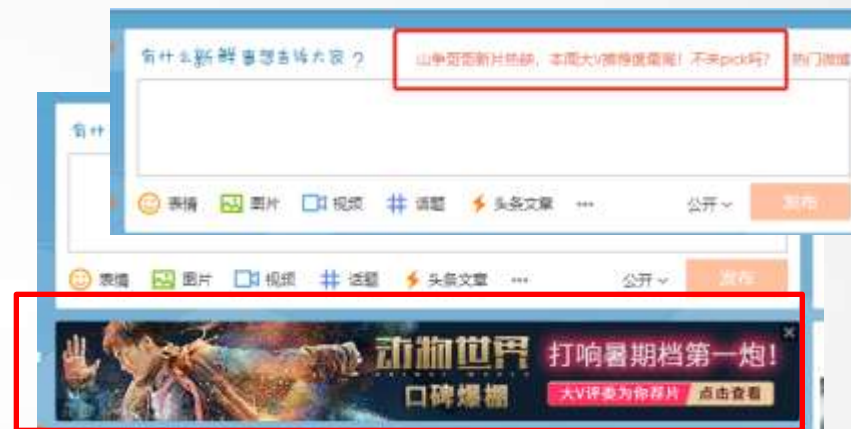 有什么新鲜事想告诉大家?
山争哥哥新片热映,本周大V推荐度最高!不来pick吗?
热门微博
表情 图片 视频 # 话题 头条文章 ... 公开 发布
有什
表情 图片 视频 # 话题 头条文章 ... 公开 发布
动物世界 打响暑期档第一炮!
口碑爆棚 大V评委为你荐片 点击查看